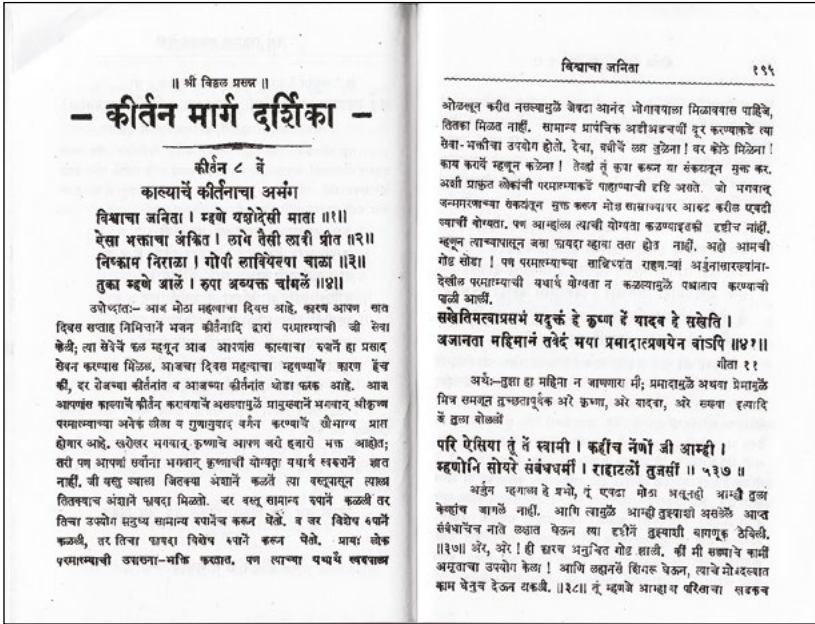 ॥ श्री विठ्ठल प्रसन्न ॥
– कीर्तन मार्ग दर्शिका –
कीर्तन ८ वें
काल्याचें कीर्तनाचा अभंग
विश्वाचा जनिता । म्हणे यशोदेसी माता ॥१॥
ऐसा भक्ताचा अंकित । लागे तैसी लावी प्रीत ॥२॥
निष्काम निराळा । गोपी लावियेल्या चाळा ॥३॥
तुका म्हणे आलें । रुपा अव्यक्त चांगलें ॥४॥
उपोद्घातः– आज मोठा महत्वाचा दिवस आहे. कारण आपण सात
दिवस सप्ताह निमित्तानें भजन कीर्तनादि द्वारां परमात्म्याची जी सेवा
केली; त्या सेवेचें फळ म्हणून आज आपणांस काल्याचा रुपानें हा प्रसाद
सेवन करण्यास मिळेल. आजचा दिवस महत्वाचा म्हणण्याचें कारण हेंच
कीं, दर रोजच्या कीर्तनांत व आजच्या कीर्तनांत थोडा फरक आहे. आज
आपणांस काल्याचें कीर्तन करावयाचें असल्यामुळें प्रामुख्यानें भगवान् श्रीकृष्ण
परमात्म्याच्या अनेक लीला व गुणानुवाद वर्णन करण्याचें सौभाग्य प्राप्त
होणार आहे. खरोखर भगवान् कृष्णाचे आपण जरी हजारों भक्त आहोत;
तरी पण आपणां सर्वांना भगवान् कृष्णाची योग्यता यथार्थ स्वरुपानें ज्ञात
नाहीं. जी वस्तु ज्याला जितक्या अंशानें कळते त्या वस्तूपासून त्याला
तितक्याच अंशानें फायदा मिळतो. जर वस्तू सामान्य रुपानें कळली तर
तिचा उपयोग मनुष्य सामान्य रुपानेंच करून घेतो. व जर विशेष रुपानें
कळली, तर तिचा फायदा विशेष रुपानें करून घेतो. प्रायः लोक
परमात्म्याची उपासना–भक्ति करतात. पण त्याच्या यथार्थ स्वरुपाला
विश्वाचा जनिता १९५
ओळखून करीत नसल्यामुळें जेवढा आनंद भोगावयाला मिळावयास पाहिजे,
तितका मिळत नाहीं. सामान्य प्रापंचिक अडीअडचणी दूर करण्याकडे त्या
सेवा–भक्तीचा उपयोग होतो. देवा, बयीचें लग्न जुळेना ! वर कोठे मिळेना !
काय करावें म्हणून कळेना ! तेव्हां तूं कृपा करून या संकटातून मुक्त कर.
अशी प्राकृत लोकांची परमात्म्याकडे पाहाण्याची दृष्टि असते. जो भगवान्
जन्ममरणाच्या संकटांतून मुक्त करून मोक्ष साम्राज्यावर आरुढ करील एवढी
ज्याची योग्यता. पण आम्हांला त्याची योग्यता कळण्याइतकी दृष्टीच नांहीं.
म्हणून त्याच्यापासून जसा फायदा व्हावा तसा होत नाहीं. अहो आमची
गोष्ट सोडा ! पण परमात्म्याच्या सान्निध्यांत राहणाऱ्यां अर्जुनासारख्यांना-
देखील परमात्म्याची यथार्थ योग्यता न कळल्यामुळें पश्चाताप करण्याची
पाळी आली.
सखेतिमत्वाप्रसभं यदुक्तं हे कृष्ण हें यादव हे सखेति ।
अजानता महिमानं तवेदं मया प्रमादात्प्रणयेन वोऽपि ॥४१॥
गीता ११
अर्थः–तुझा हा महिमा न जाणणारा मी; प्रमादामुळें अथवा प्रेमामुळें
मित्र समजून तुच्छतापूर्वक अरे कृष्णा, अरे यादवा, अरे सख्या इत्यादि
जें तुला बोललों
परि ऐसिया तूं तें स्वामी । कहींच नेंणों जी आम्ही ।
म्हणोनि सोयरे संबंधधर्मी । राहाटलों तुजसीं ॥ ५३७ ॥
अर्जुन म्हणाला हे प्रभो, तूं एवढा मोठा असूनही आम्ही तुला
केव्हांच जाणलें नाहीं. आणि त्यामुळे आम्ही तुझ्याशी असलेलें आप्त
संबंधाचेंच नाते लक्षात घेऊन त्या दृष्टीनें तुझ्याशी वागणूक ठेविली.
॥३७॥ अरे, अरे ! ही फारच अनुचित गोष्ट झाली. कीं मी सड्याचे कामीं
अमृताचा उपयोग केला ! आणि लहानसें शिंगरू घेऊन, त्याचे मोबदल्यात
काम धेनूच देऊन टाकली. ॥३८॥ तूं म्हणजे आम्हास परिसाचा खडकच